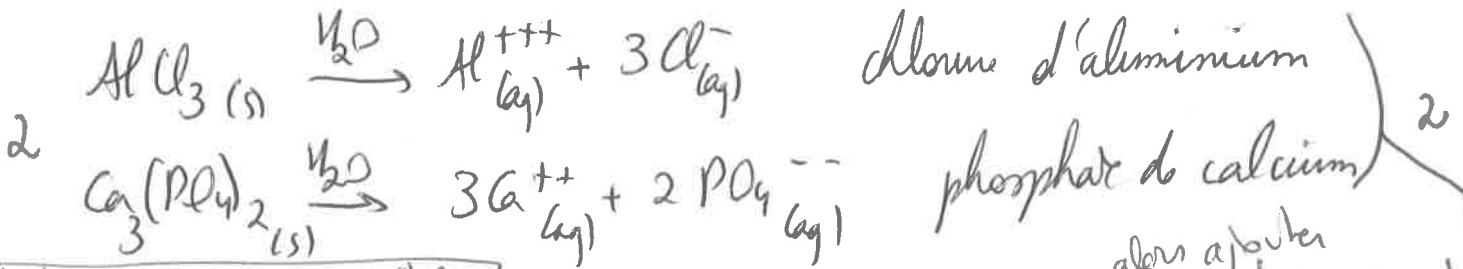 AlCl₃ (s) H₂O → Al⁺⁺⁺(aq) + 3 Cl⁻(aq) chlorure d'aluminium
2 2
Ca₃(PO₄)₂ (s) H₂O → 3 Ca⁺⁺(aq) + 2 PO₄⁻⁻(aq) phosphate de calcium
alors ajouter